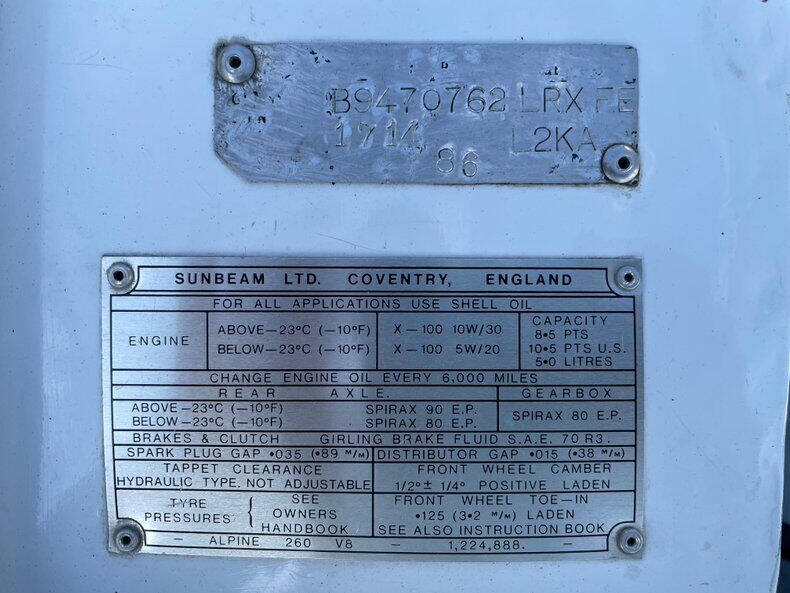 B9470762 LRX FE
1714 L2KA
86
SUNBEAM LTD. COVENTRY, ENGLAND
FOR ALL APPLICATIONS USE SHELL OIL
ENGINE
ABOVE -23°C (-10°F) X-100 10W/30
BELOW -23°C (-10°F) X-100 5W/20
CAPACITY
8•5 PTS
10•5 PTS U.S.
5•0 LITRES
CHANGE ENGINE OIL EVERY 6,000 MILES
REAR AXLE.
ABOVE -23°C (-10°F) SPIRAX 90 E.P.
BELOW -23°C (-10°F) SPIRAX 80 E.P.
GEARBOX
SPIRAX 80 E.P.
BRAKES & CLUTCH GIRLING BRAKE FLUID S.A.E. 70 R3.
SPARK PLUG GAP •035 (•89 M/M) DISTRIBUTOR GAP •015 (•38 M/M)
TAPPET CLEARANCE
HYDRAULIC TYPE. NOT ADJUSTABLE
FRONT WHEEL CAMBER
1/2° ± 1/4° POSITIVE LADEN
TYRE
PRESSURES
{ SEE
OWNERS
HANDBOOK
FRONT WHEEL TOE-IN
•125 (3•2 M/M) LADEN
SEE ALSO INSTRUCTION BOOK
- ALPINE 260 V8 - 1,224,888. -